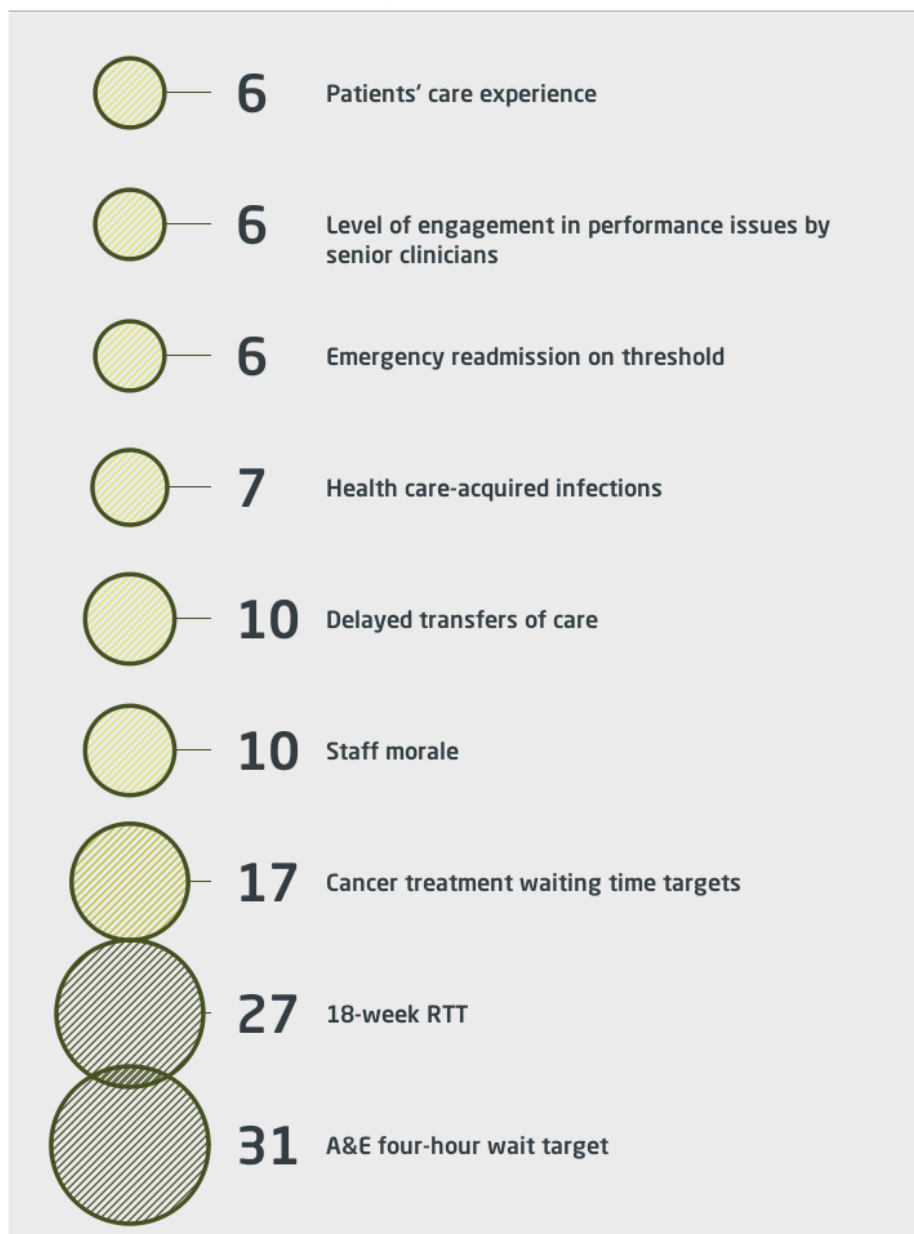 6 Patients’ care experience
6 Level of engagement in performance issues by
senior clinicians
6 Emergency readmission on threshold
7 Health care-acquired infections
10 Delayed transfers of care
10 Staff morale
17 Cancer treatment waiting time targets
27 18-week RTT
31 A&E four-hour wait target